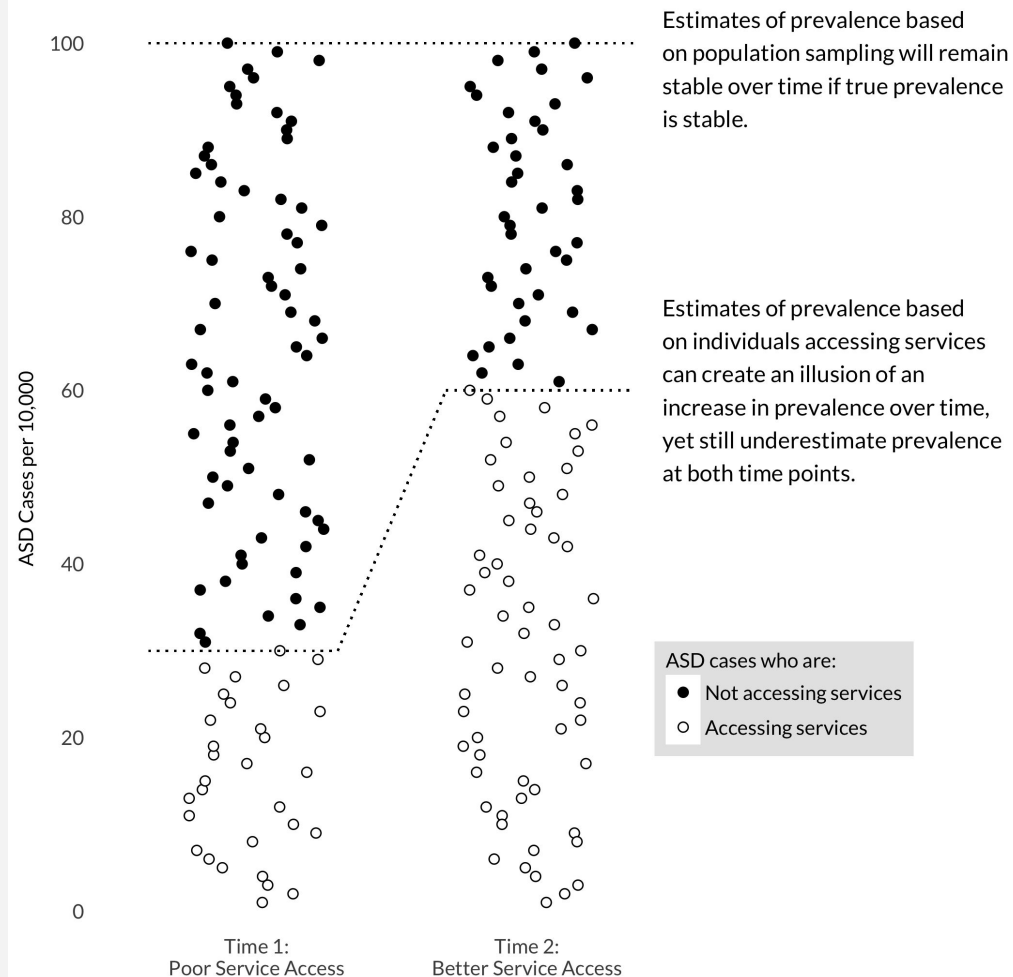 Estimates of prevalence based
on population sampling will remain
stable over time if true prevalence
is stable.
Estimates of prevalence based
on individuals accessing services
can create an illusion of an
increase in prevalence over time,
yet still underestimate prevalence
at both time points.
ASD Cases per 10,000
100
80
60
40
20
0
ASD cases who are:
Not accessing services
Accessing services
Time 1:
Poor Service Access
Time 2:
Better Service Access